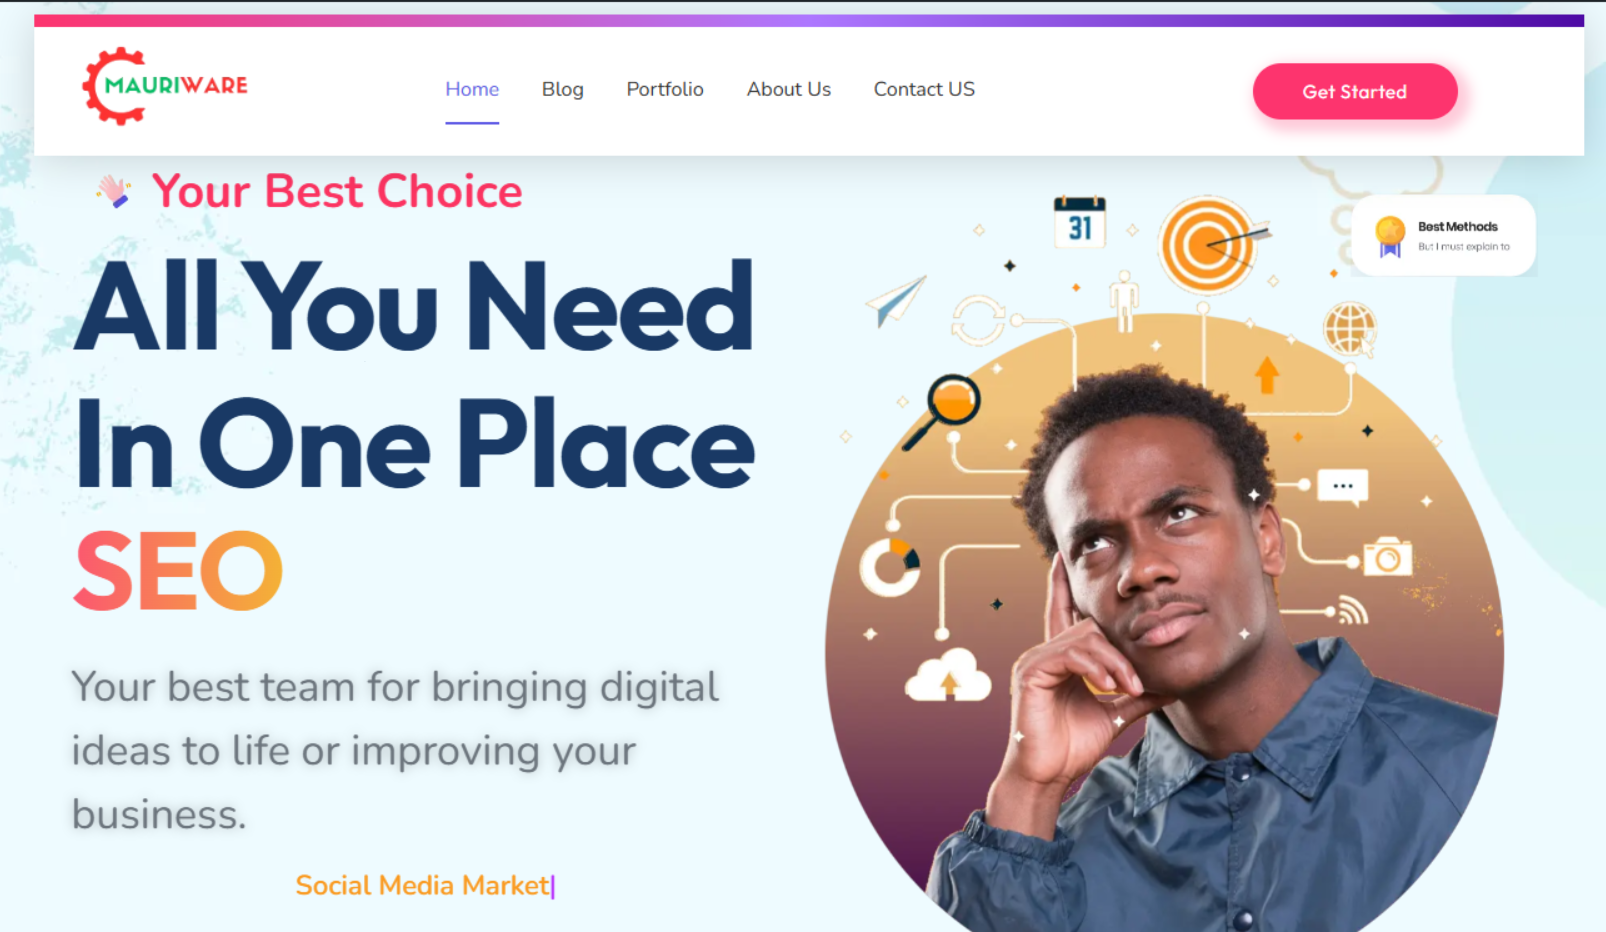 MAURIWARE
Home Blog Portfolio About Us Contact US
Get Started
Your Best Choice
All You Need
In One Place
SEO
Your best team for bringing digital
ideas to life or improving your
business.
Social Media Market|
31
Best Methods
But I must explain to